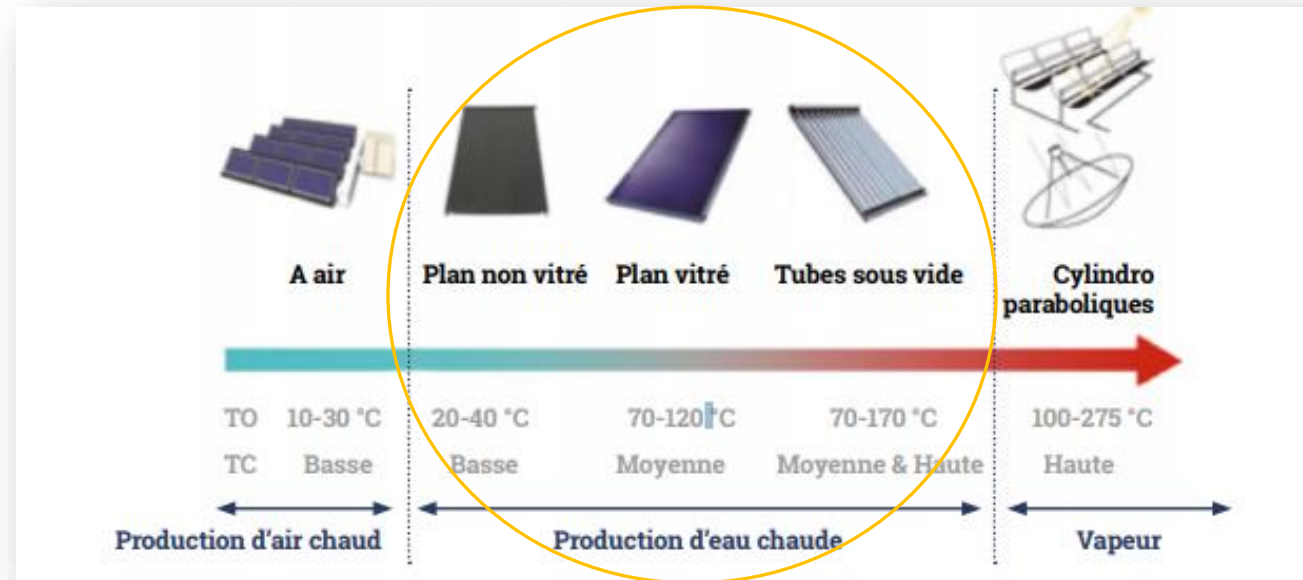 A air
Plan non vitré
Plan vitré
Tubes sous vide
Cylindro
paraboliques
TO 10-30 °C 20-40 °C 70-120 °C 70-170 °C 100-275 °C
TC Basse Basse Moyenne Moyenne & Haute Haute
Production d'air chaud Production d'eau chaude Vapeur